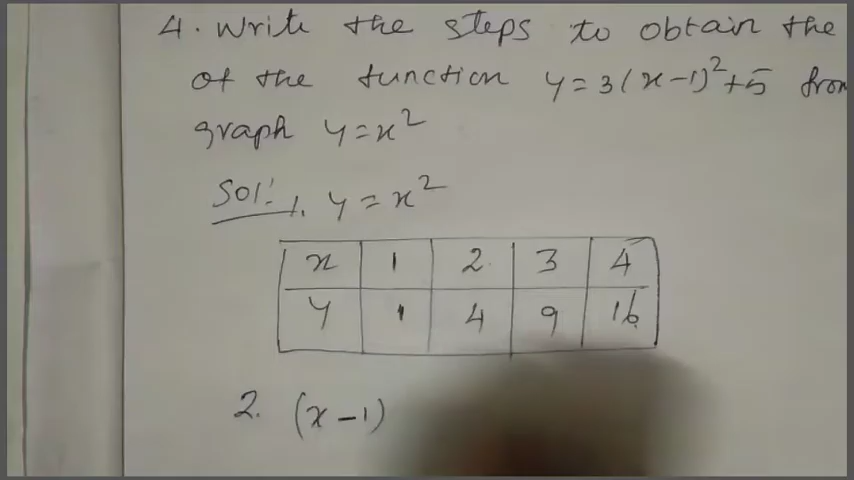 4. Write the steps to obtain the
of the function y = 3(x-1)²+5 from
graph y=x²
Sol: 1. y = x²
x 1 2 3 4
y 1 4 9 16
2. (x-1)